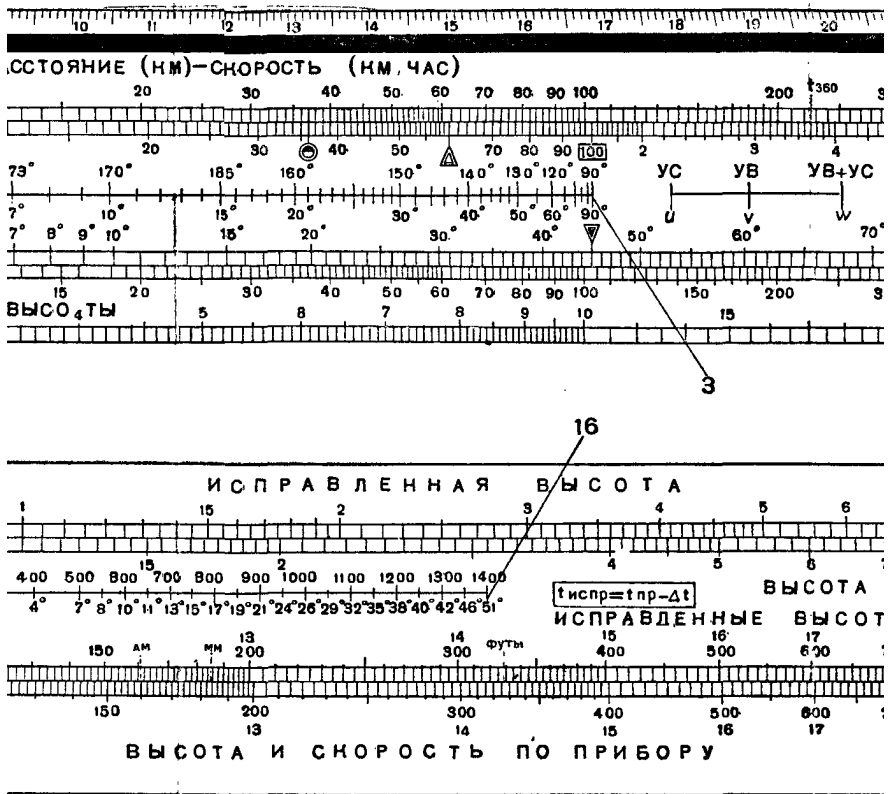 10 11 12 13 14 15 16 17 18 19 20
АССТОЯНИЕ (КМ)–СКОРОСТЬ (КМ,ЧАС)
20 30 40 50 60 70 80 90 100 200 t360 3
20 30 40 50 70 80 90 100 2 3 4
73° 170° 185° 160° 150° 140° 130° 120° 90° УС УВ УВ+УС
7° 10° 15° 20° 30° 40° 50° 60° 90° u v w
7° 8° 9° 10° 15° 20° 30° 40° 50° 60° 70°
15 20 30 40 50 60 70 80 90 100 150 200 3
ВЫСО4ТЫ 5 8 7 8 9 10 15
3
16
ИСПРАВЛЕННАЯ ВЫСОТА
1 15 2 3 4 5 6
15 2 4 5 6 7
400 500 600 700 800 900 1000 1100 1200 1300 1400
4° 7° 8° 10° 11° 13° 15° 17° 19° 21° 24° 26° 29° 32° 35° 38° 40° 42° 46° 51°
tиспр=tпр–Δt
ВЫСОТА
ИСПРАВЛЕННЫЕ ВЫСОТ
13 14 15 16 17
150 АМ ММ 200 300 ФУТЫ 400 500 600 7
150 200 300 400 500 600 3
13 14 15 16 17
ВЫСОТА И СКОРОСТЬ ПО ПРИБОРУ